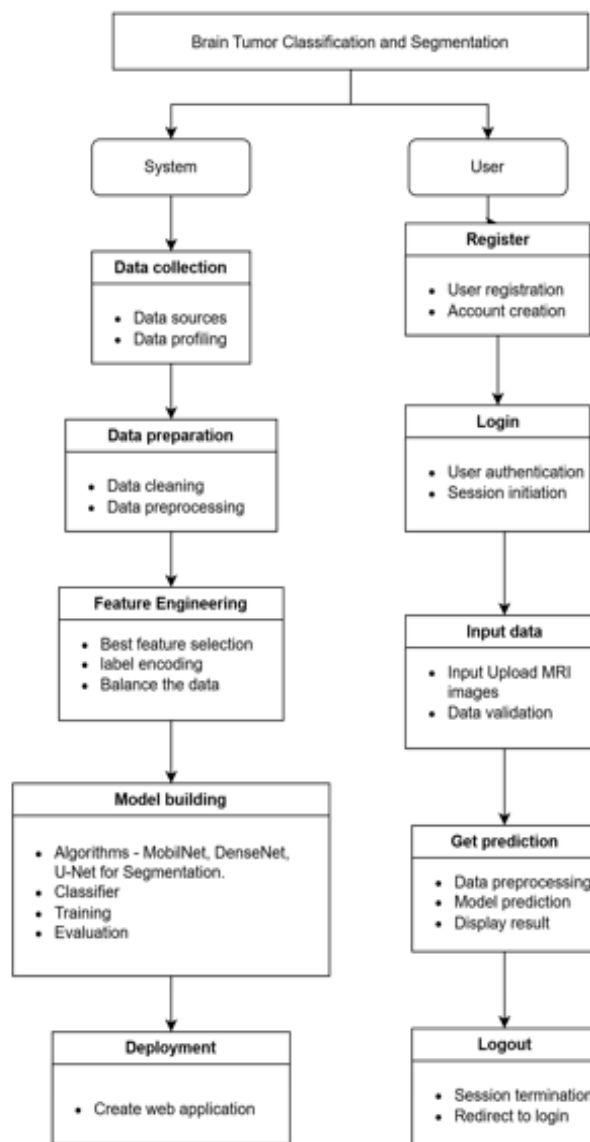 Brain Tumor Classification and Segmentation
System
User
Data collection
• Data sources
• Data profiling
Data preparation
• Data cleaning
• Data preprocessing
Feature Engineering
• Best feature selection
• label encoding
• Balance the data
Model building
• Algorithms - MobilNet, DenseNet,
U-Net for Segmentation.
• Classifier
• Training
• Evaluation
Deployment
• Create web application
Register
• User registration
• Account creation
Login
• User authentication
• Session initiation
Input data
• Input Upload MRI
images
• Data validation
Get prediction
• Data preprocessing
• Model prediction
• Display result
Logout
• Session termination
• Redirect to login